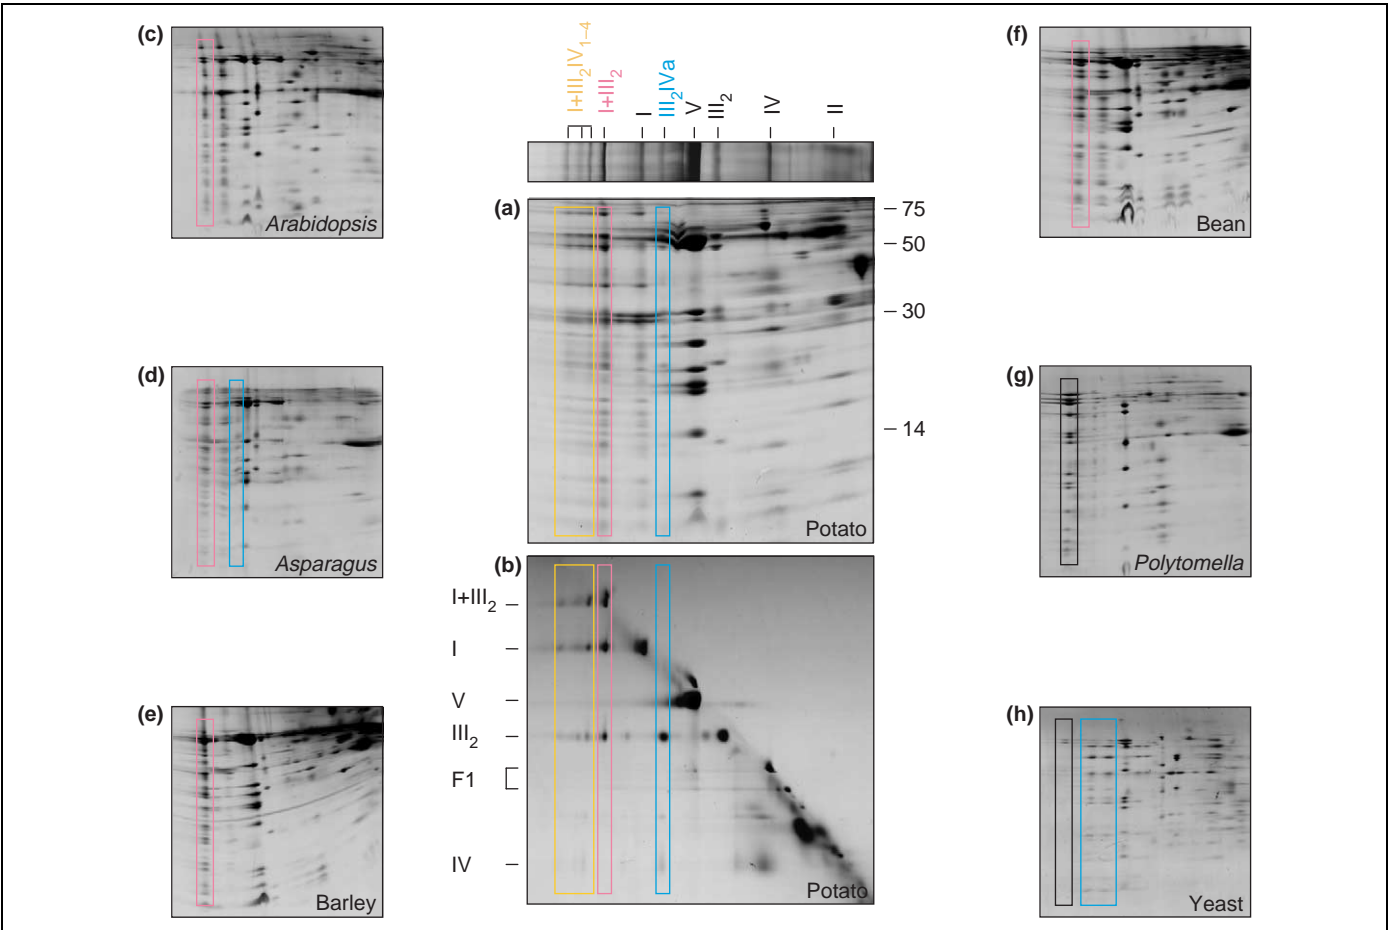 (c)
Arabidopsis
I+III2IV1–4
I+III2
I
III2IVa
V
III2
IV
II
(f)
Bean
(a)
75
50
30
14
Potato
(d)
Asparagus
(g)
Polytomella
(b)
I+III2
I
V
III2
F1
IV
Potato
(e)
Barley
(h)
Yeast